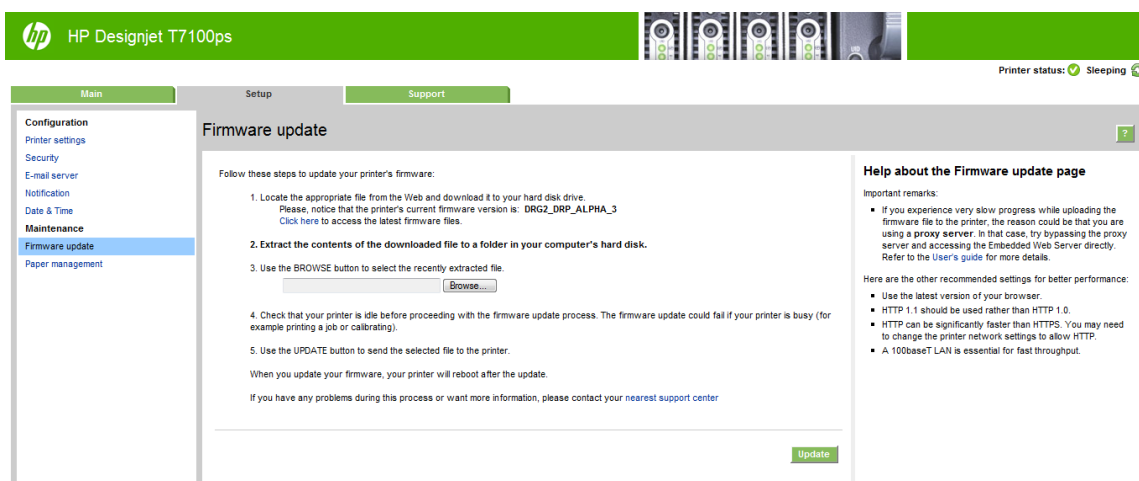 hp HP Designjet T7100ps
Printer status: Sleeping
Main Setup Support
Configuration
Printer settings
Security
E-mail server
Notification
Date & Time
Maintenance
Firmware update
Paper management
Firmware update
?
Follow these steps to update your printer's firmware:
1. Locate the appropriate file from the Web and download it to your hard disk drive.
Please, notice that the printer's current firmware version is: DRG2_DRP_ALPHA_3
Click here to access the latest firmware files.
2. Extract the contents of the downloaded file to a folder in your computer's hard disk.
3. Use the BROWSE button to select the recently extracted file.
Browse...
4. Check that your printer is idle before proceeding with the firmware update process. The firmware update could fail if your printer is busy (for
example printing a job or calibrating).
5. Use the UPDATE button to send the selected file to the printer.
When you update your firmware, your printer will reboot after the update.
If you have any problems during this process or want more information, please contact your nearest support center
Update
Help about the Firmware update page
Important remarks:
If you experience very slow progress while uploading the
firmware file to the printer, the reason could be that you are
using a proxy server. In that case, try bypassing the proxy
server and accessing the Embedded Web Server directly.
Refer to the User's guide for more details.
Here are the other recommended settings for better performance:
Use the latest version of your browser.
HTTP 1.1 should be used rather than HTTP 1.0.
HTTP can be significantly faster than HTTPS. You may need
to change the printer network settings to allow HTTP.
A 100baseT LAN is essential for fast throughput.